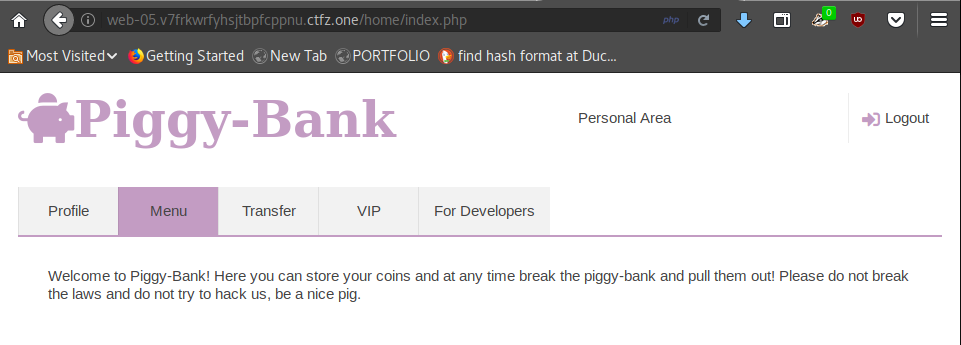 web-05.v7frkwrfyhsjtbpfcppnu.ctfz.one/home/index.php php 0 UD
Most Visited Getting Started New Tab PORTFOLIO find hash format at Duc...
Piggy-Bank Personal Area Logout
Profile Menu Transfer VIP For Developers
Welcome to Piggy-Bank! Here you can store your coins and at any time break the piggy-bank and pull them out! Please do not break
the laws and do not try to hack us, be a nice pig.